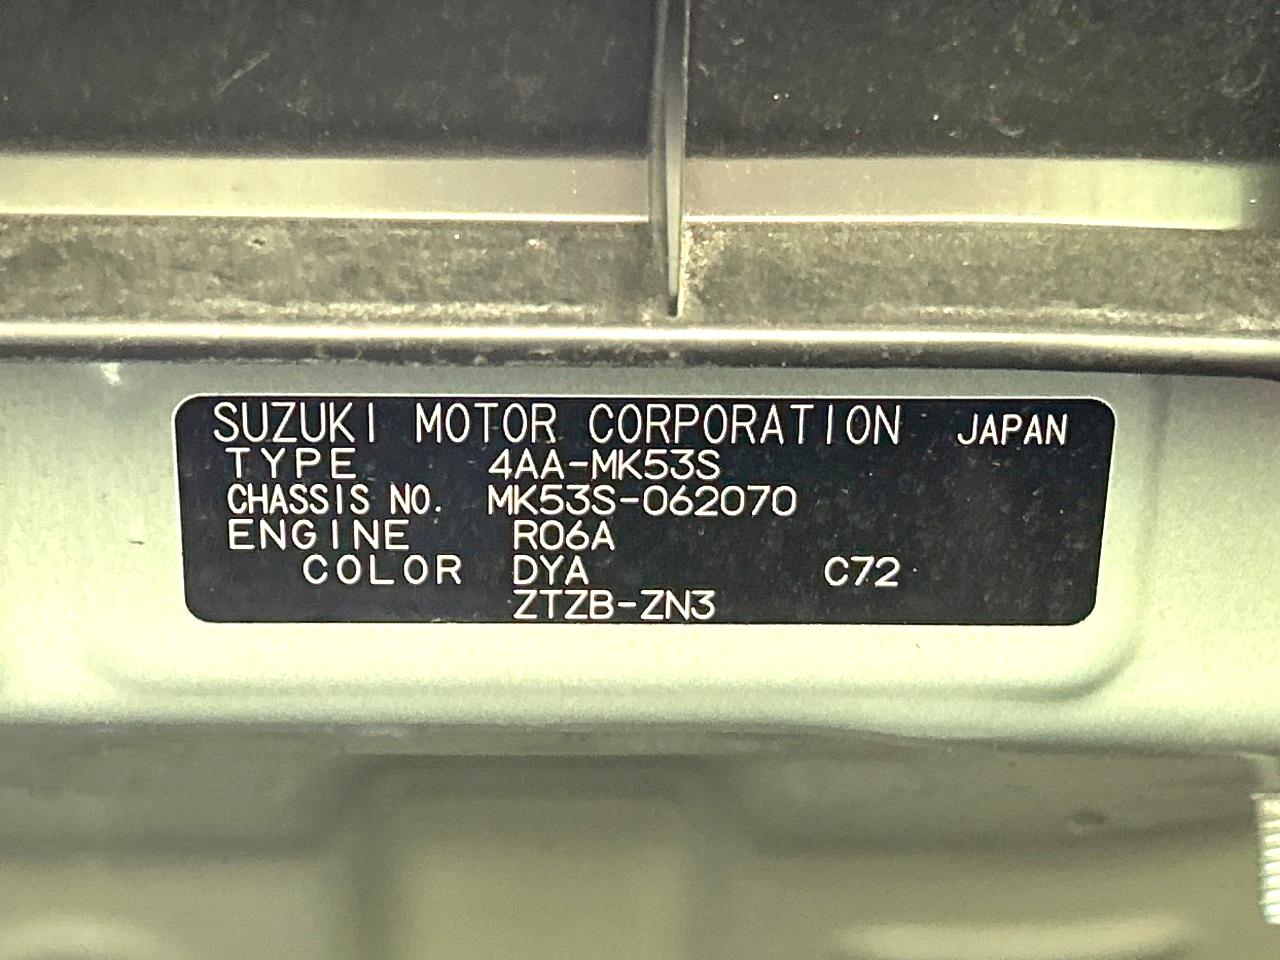 SUZUKI MOTOR CORPORATION JAPAN
TYPE 4AA-MK53S
CHASSIS NO. MK53S-062070
ENGINE R06A
COLOR DYA C72
ZTZB-ZN3